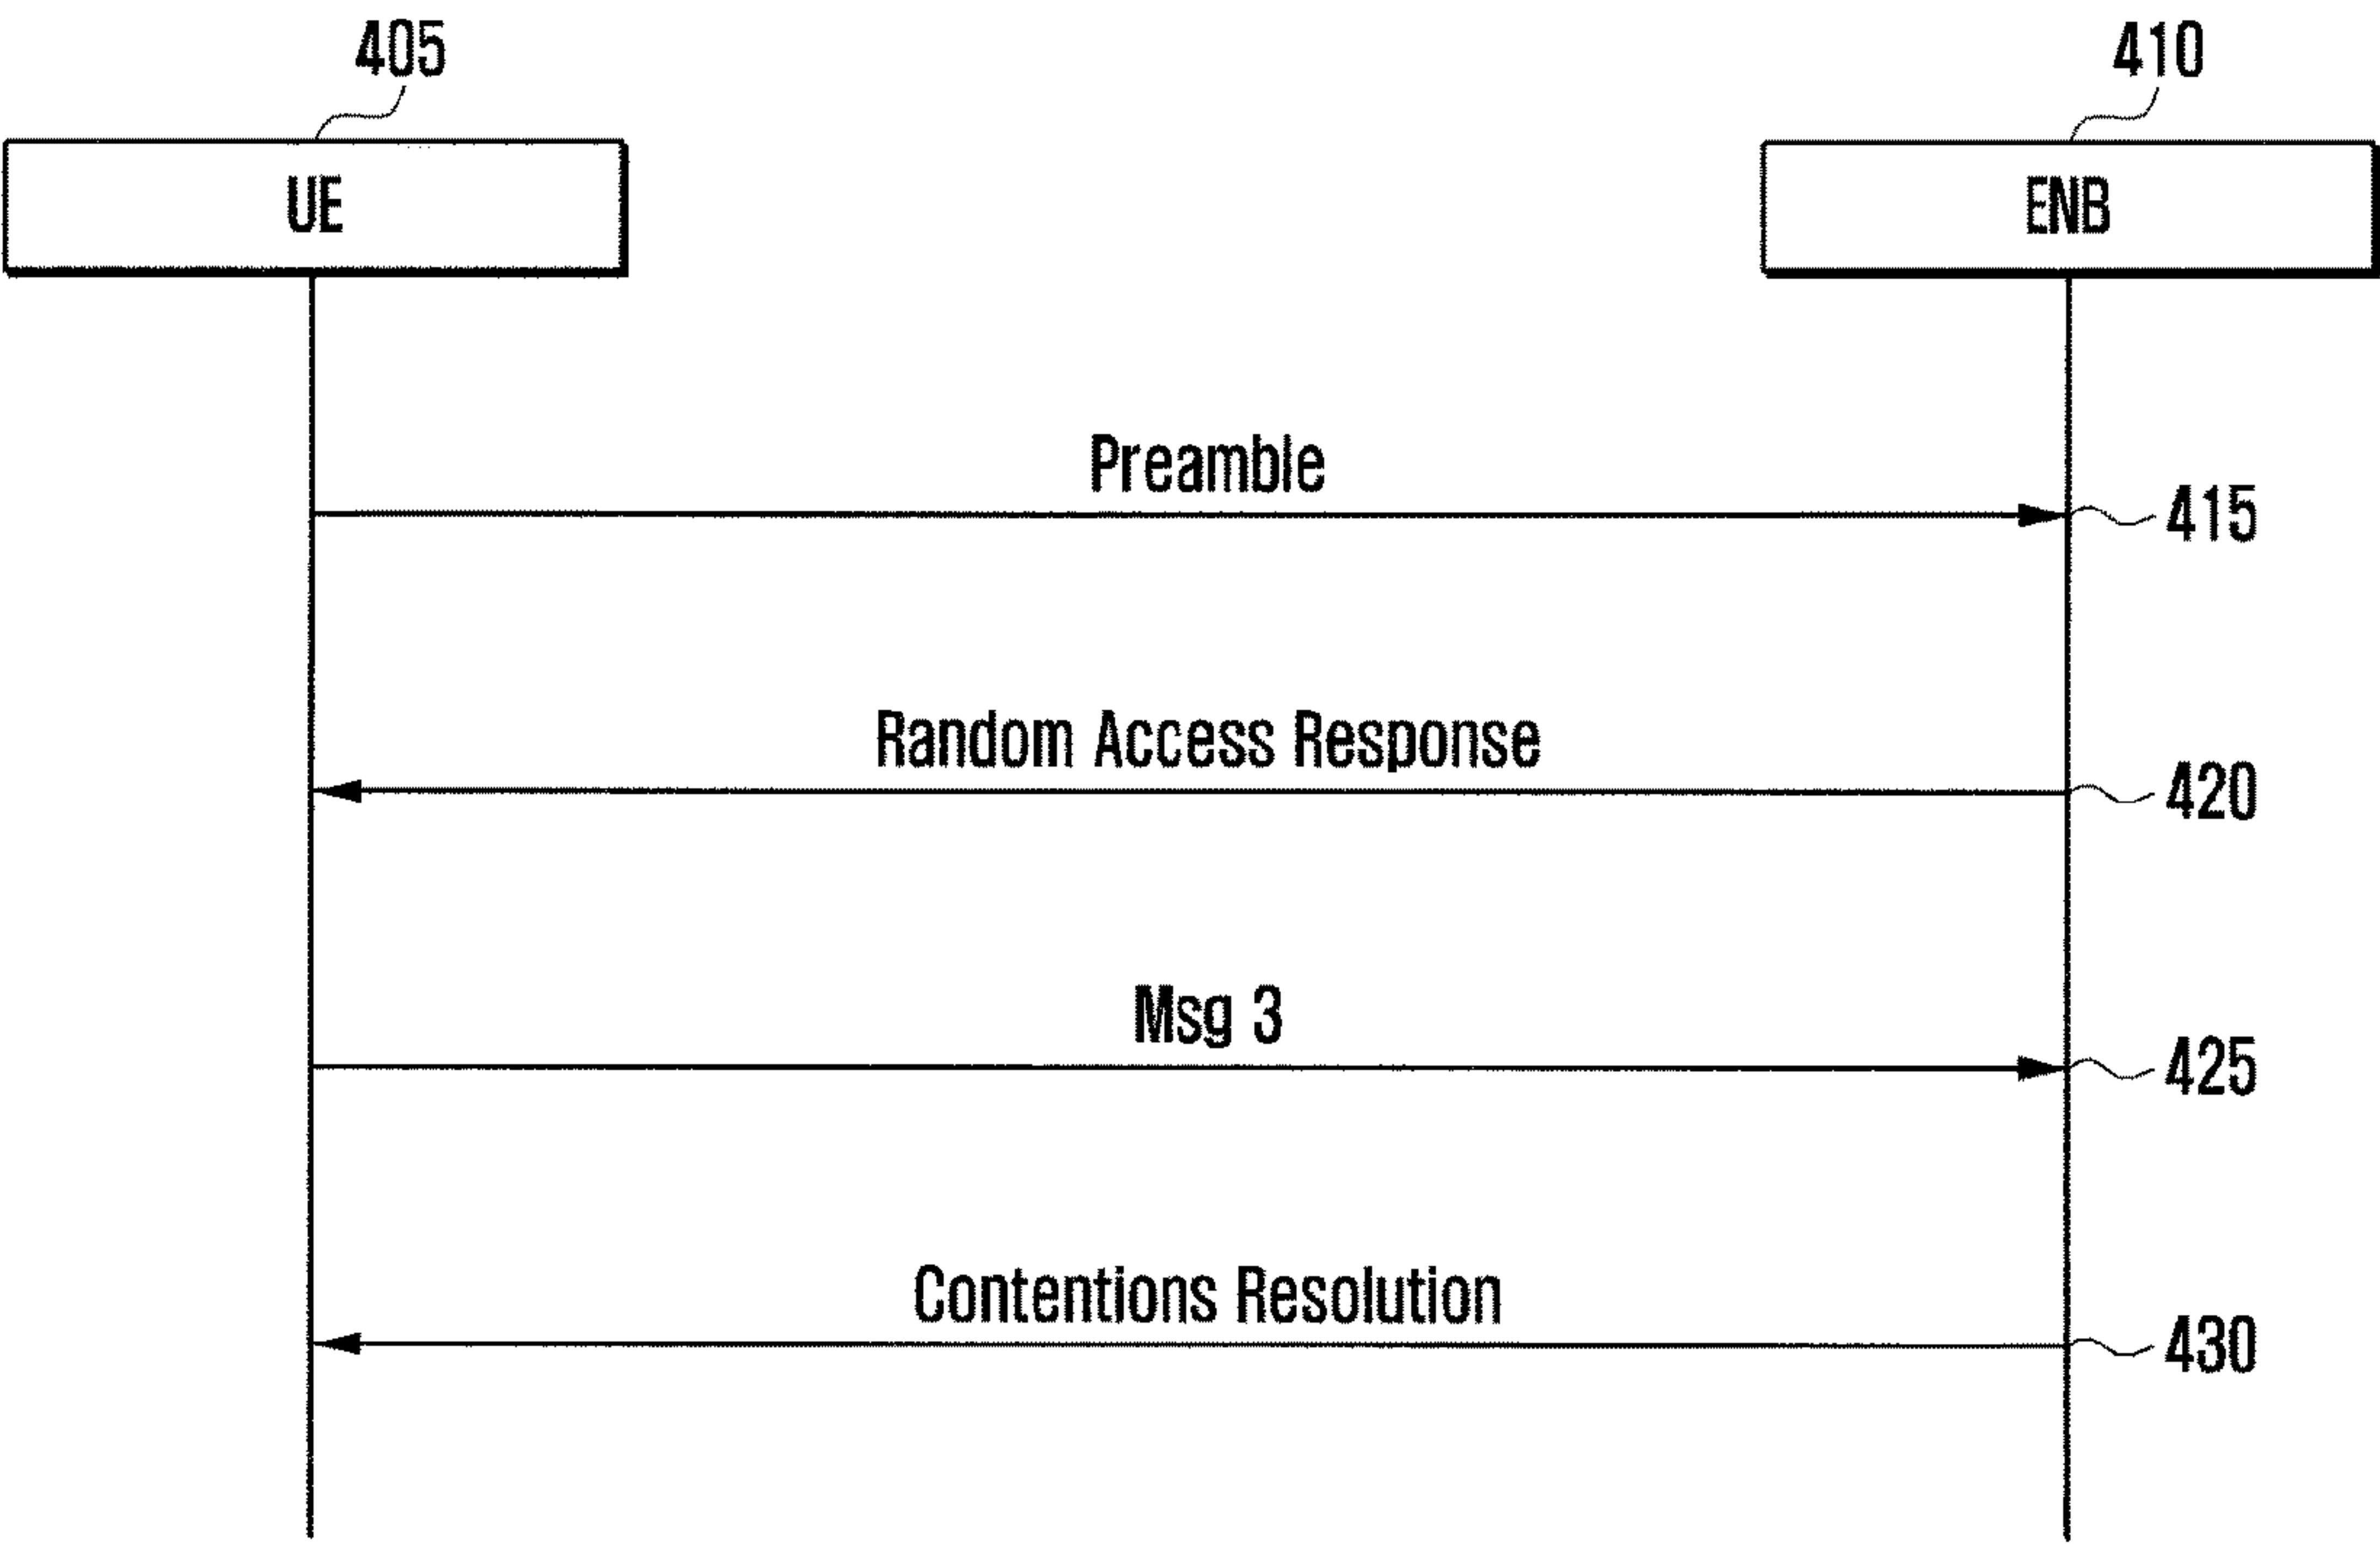 405
410
UE
ENB
Preamble
415
Random Access Response
420
Msg 3
425
Contentions Resolution
430